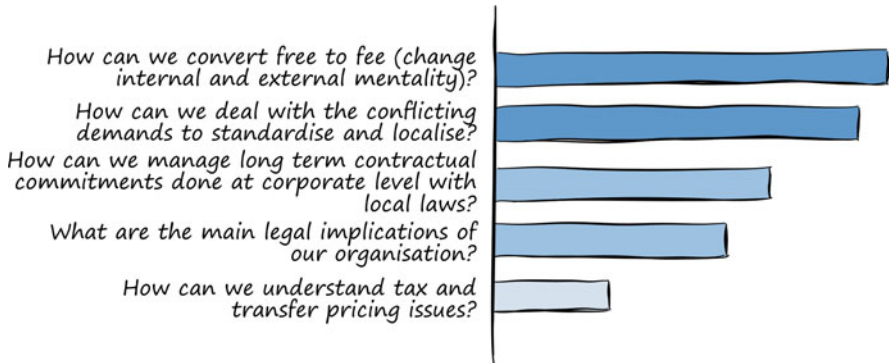 How can we convert free to fee (change
internal and external mentality)?
How can we deal with the conflicting
demands to standardise and localise?
How can we manage long term contractual
commitments done at corporate level with
local laws?
What are the main legal implications of
our organisation?
How can we understand tax and
transfer pricing issues?